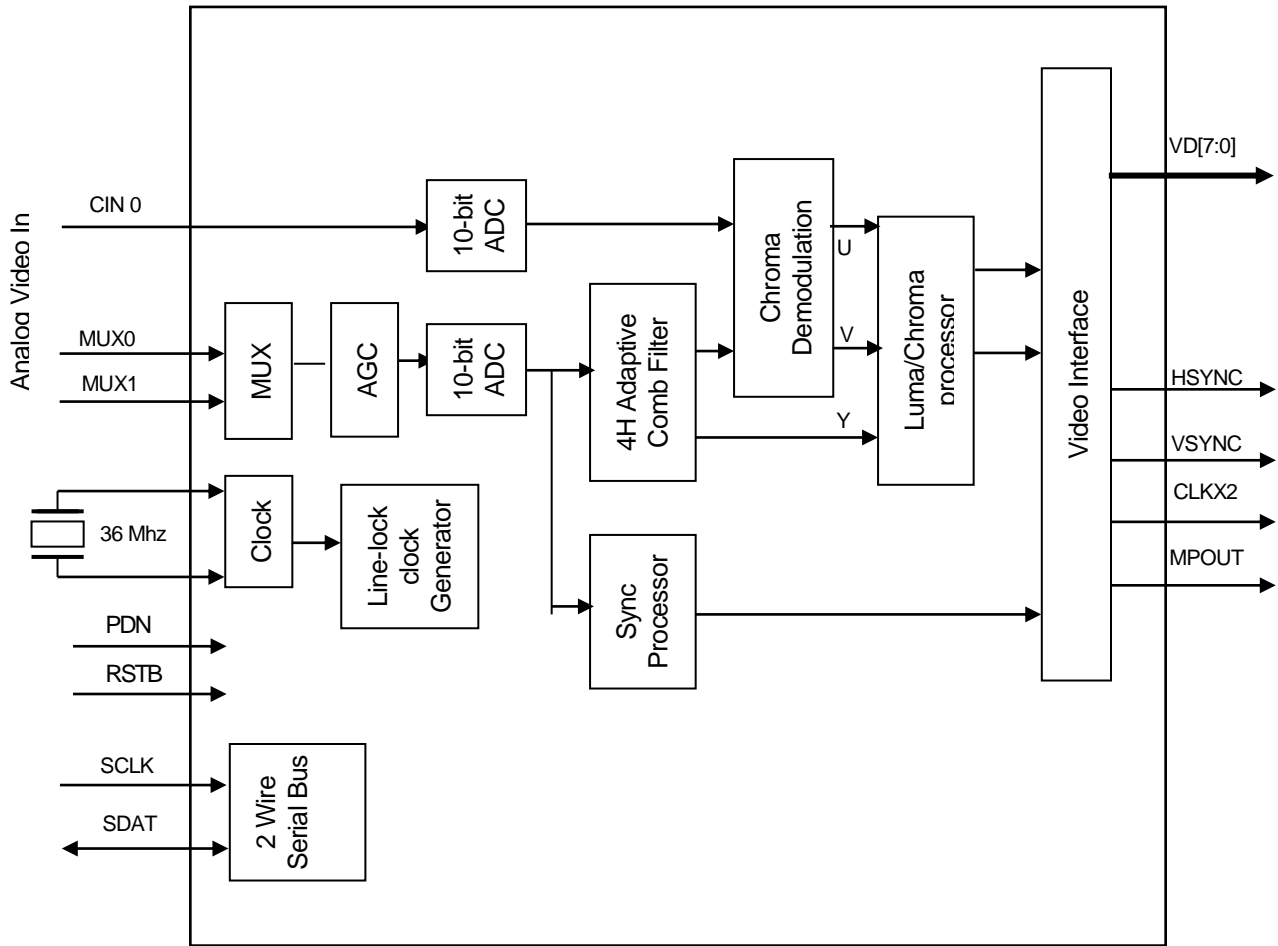 Analog Video In
CIN 0
MUX0
MUX1
36 Mhz
PDN
RSTB
SCLK
SDAT
10-bit
ADC
MUX
AGC
10-bit
ADC
Clock
Line-lock
clock
Generator
2 Wire
Serial Bus
4H Adaptive
Comb Filter
Sync
Processor
Chroma
Demodulation
U
V
Y
Luma/Chroma
processor
Video Interface
VD[7:0]
HSYNC
VSYNC
CLKX2
MPOUT